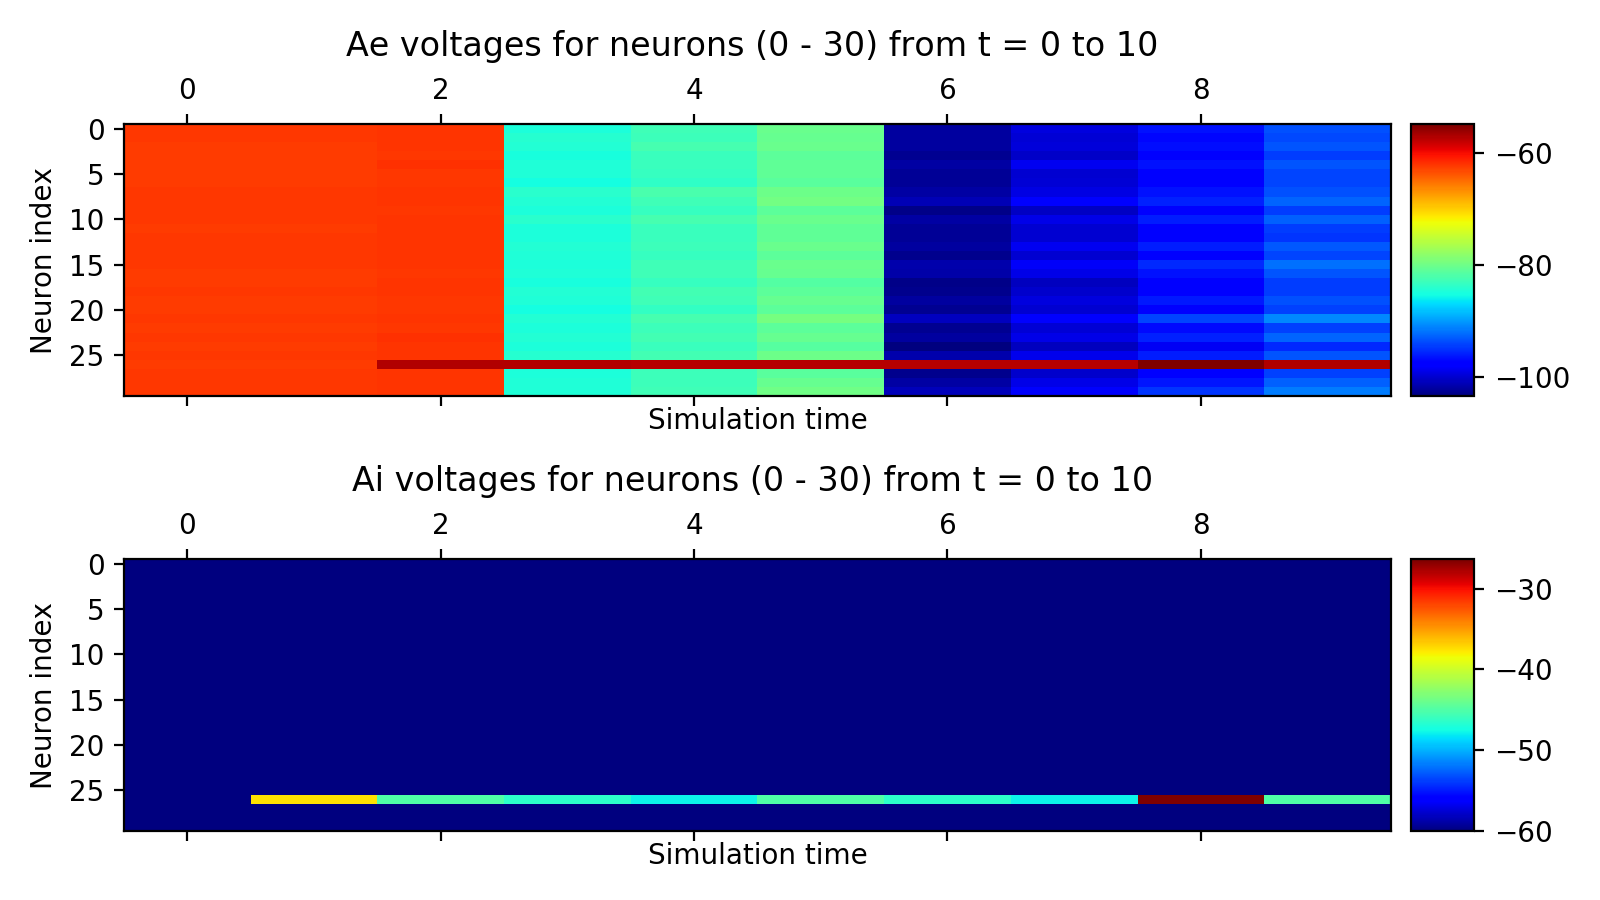 Ae voltages for neurons (0 - 30) from t = 0 to 10
0 2 4 6 8
Neuron index
0
5
10
15
20
25
−60
−80
−100
Simulation time
Ai voltages for neurons (0 - 30) from t = 0 to 10
0 2 4 6 8
Neuron index
0
5
10
15
20
25
−30
−40
−50
−60
Simulation time